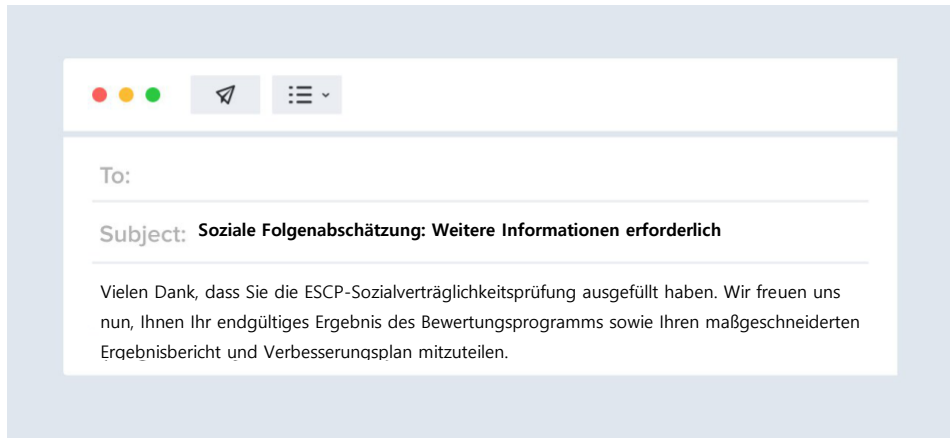 To:
Subject: Soziale Folgenabschätzung: Weitere Informationen erforderlich
Vielen Dank, dass Sie die ESCP-Sozialverträglichkeitsprüfung ausgefüllt haben. Wir freuen uns
nun, Ihnen Ihr endgültiges Ergebnis des Bewertungsprogramms sowie Ihren maßgeschneiderten
Ergebnisbericht und Verbesserungsplan mitzuteilen.